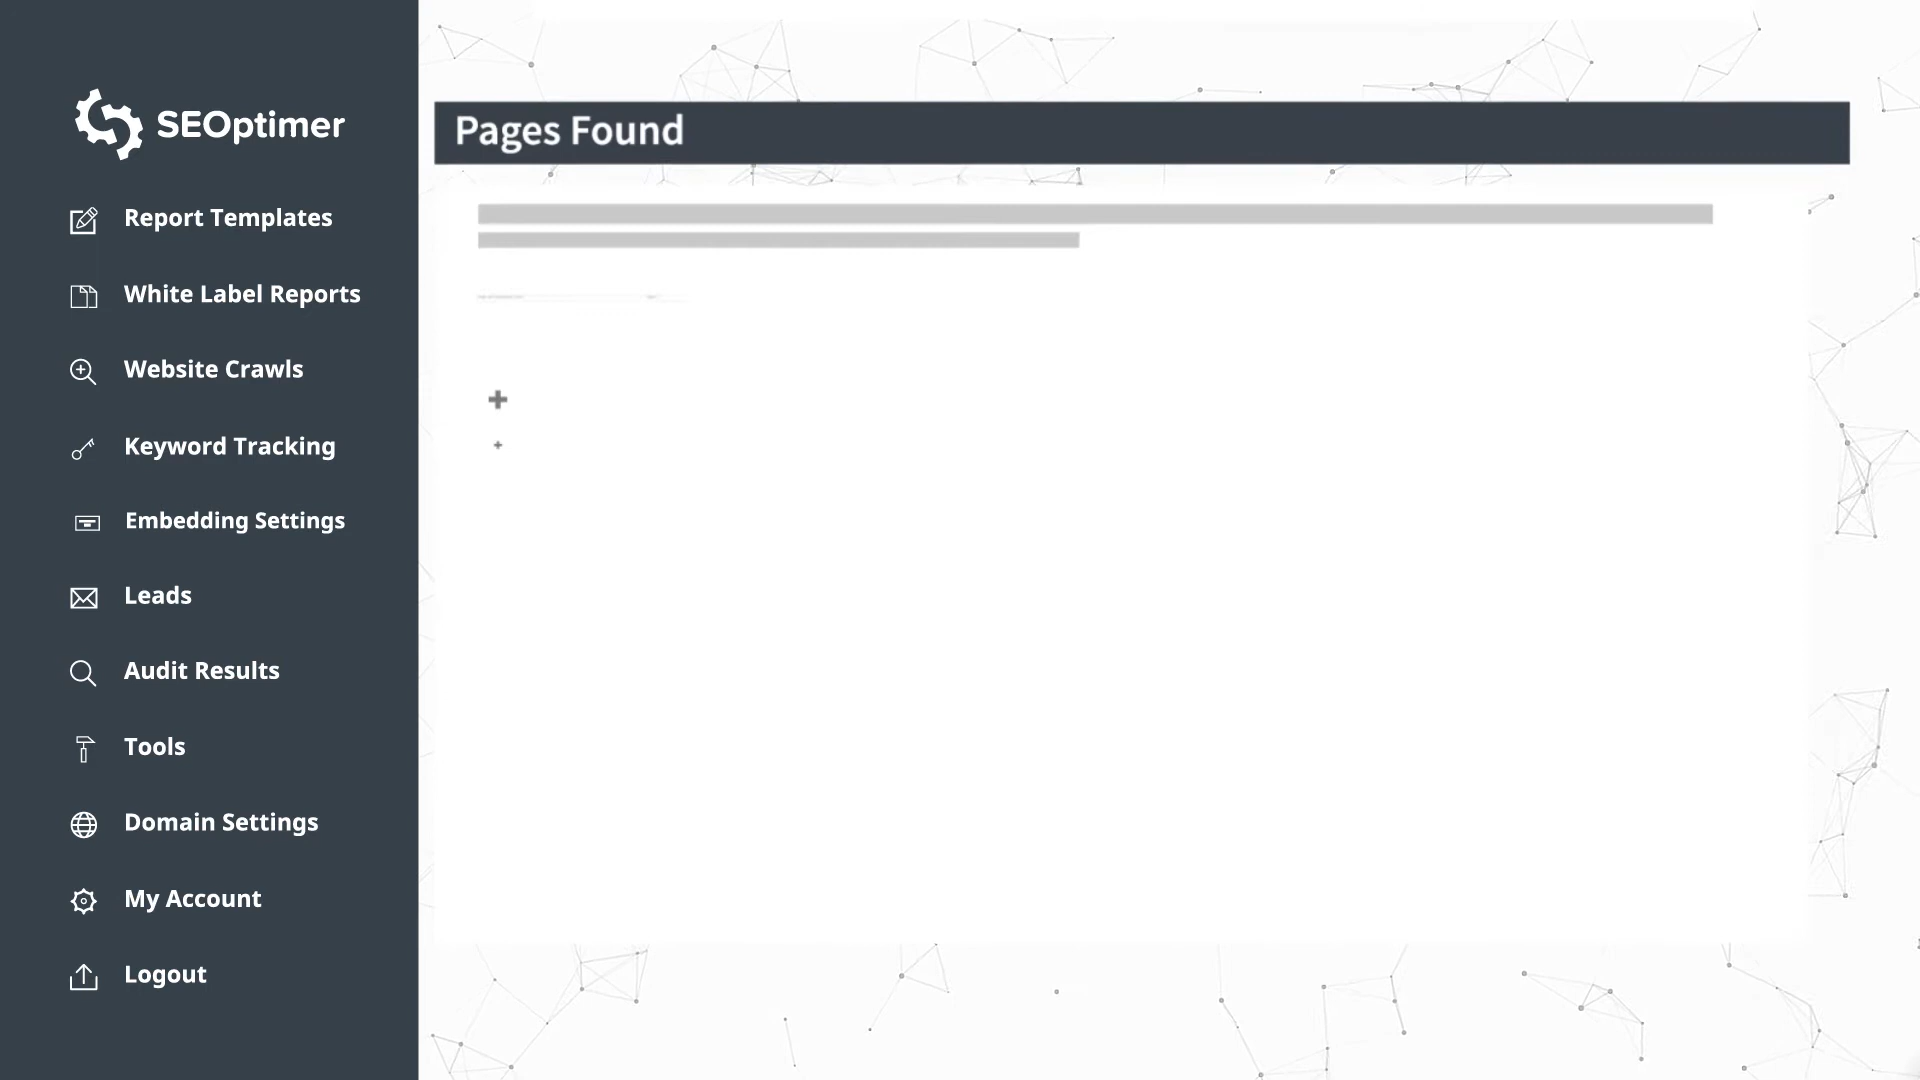 SEOptimer
Report Templates
White Label Reports
Website Crawls
Keyword Tracking
Embedding Settings
Leads
Audit Results
Tools
Domain Settings
My Account
Logout
Pages Found